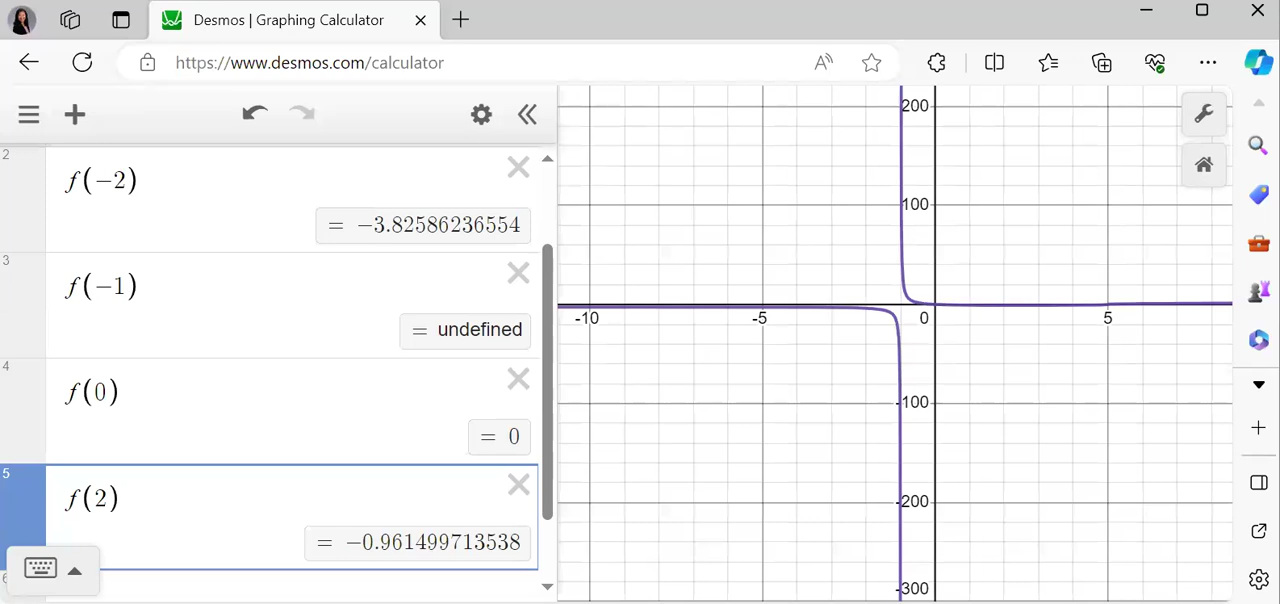 Desmos | Graphing Calculator
https://www.desmos.com/calculator
2
f(−2)
= −3.82586236554
3
f(−1)
= undefined
4
f(0)
= 0
5
f(2)
= −0.961499713538
6
200
100
-10 -5 0 5
-100
-200
-300